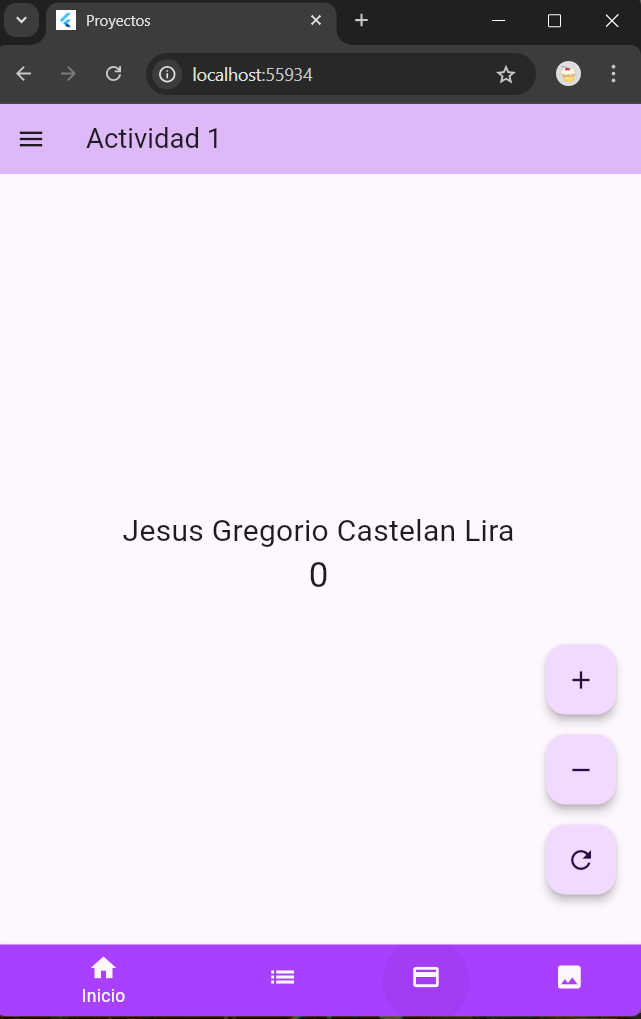 Proyectos
localhost:55934
Actividad 1
Jesus Gregorio Castelan Lira
0
Inicio